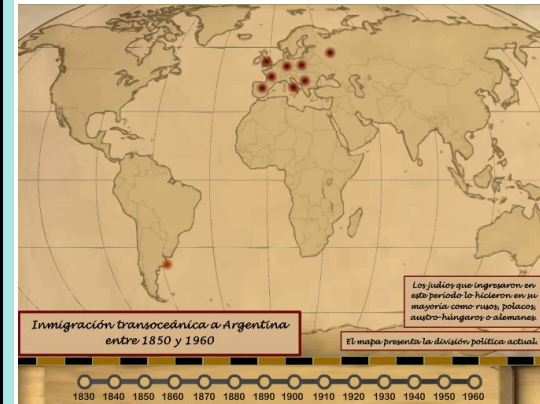 Los judíos que ingresaron en
este período lo hicieron en su
mayoría como rusos, polacos,
austro-húngaros o alemanes.
Inmigración transoceánica a Argentina
entre 1850 y 1960
El mapa presenta la división política actual.
1830 1840 1850 1860 1870 1880 1890 1900 1910 1920 1930 1940 1950 1960